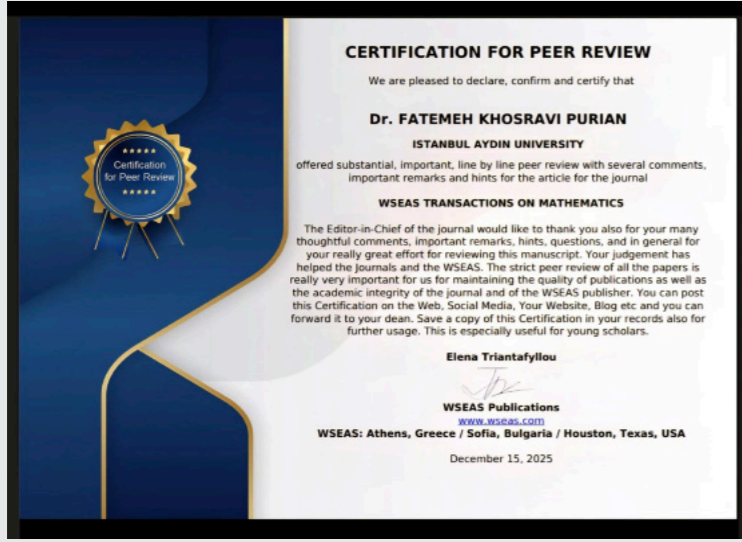 CERTIFICATION FOR PEER REVIEW
We are pleased to declare, confirm and certify that
Dr. FATEMEH KHOSRAVI PURIAN
ISTANBUL AYDIN UNIVERSITY
offered substantial, important, line by line peer review with several comments,
important remarks and hints for the article for the journal
WSEAS TRANSACTIONS ON MATHEMATICS
The Editor-in-Chief of the journal would like to thank you also for your many
thoughtful comments, important remarks, hints, questions, and in general for
your really great effort for reviewing this manuscript. Your judgement has
helped the Journals and the WSEAS. The strict peer review of all the papers is
really very important for us for maintaining the quality of publications as well as
the academic integrity of the journal and of the WSEAS publisher. You can post
this Certification on the Web, Social Media, Your Website, Blog etc and you can
forward it to your dean. Save a copy of this Certification in your records also for
further usage. This is especially useful for young scholars.
Elena Triantafyllou
WSEAS Publications
www.wseas.com
WSEAS: Athens, Greece / Sofia, Bulgaria / Houston, Texas, USA
December 15, 2025
Certification
for Peer Review